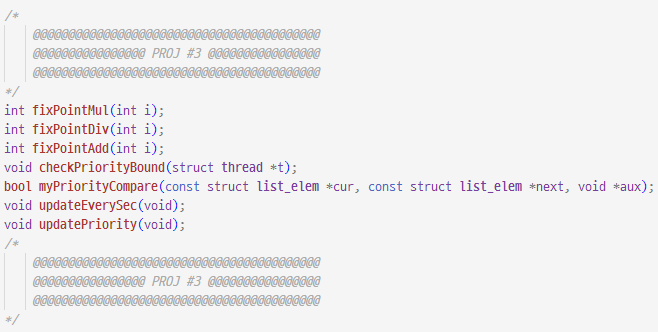 /*
@@@@@@@@@@@@@@@@@@@@@@@@@@@@@@@@@@@@@@@@@
@@@@@@@@@@@@@@@@ PROJ #3 @@@@@@@@@@@@@@@@
@@@@@@@@@@@@@@@@@@@@@@@@@@@@@@@@@@@@@@@@@
*/
int fixPointMul(int i);
int fixPointDiv(int i);
int fixPointAdd(int i);
void checkPriorityBound(struct thread *t);
bool myPriorityCompare(const struct list_elem *cur, const struct list_elem *next, void *aux);
void updateEverySec(void);
void updatePriority(void);
/*
@@@@@@@@@@@@@@@@@@@@@@@@@@@@@@@@@@@@@@@@@
@@@@@@@@@@@@@@@@ PROJ #3 @@@@@@@@@@@@@@@@
@@@@@@@@@@@@@@@@@@@@@@@@@@@@@@@@@@@@@@@@@
*/